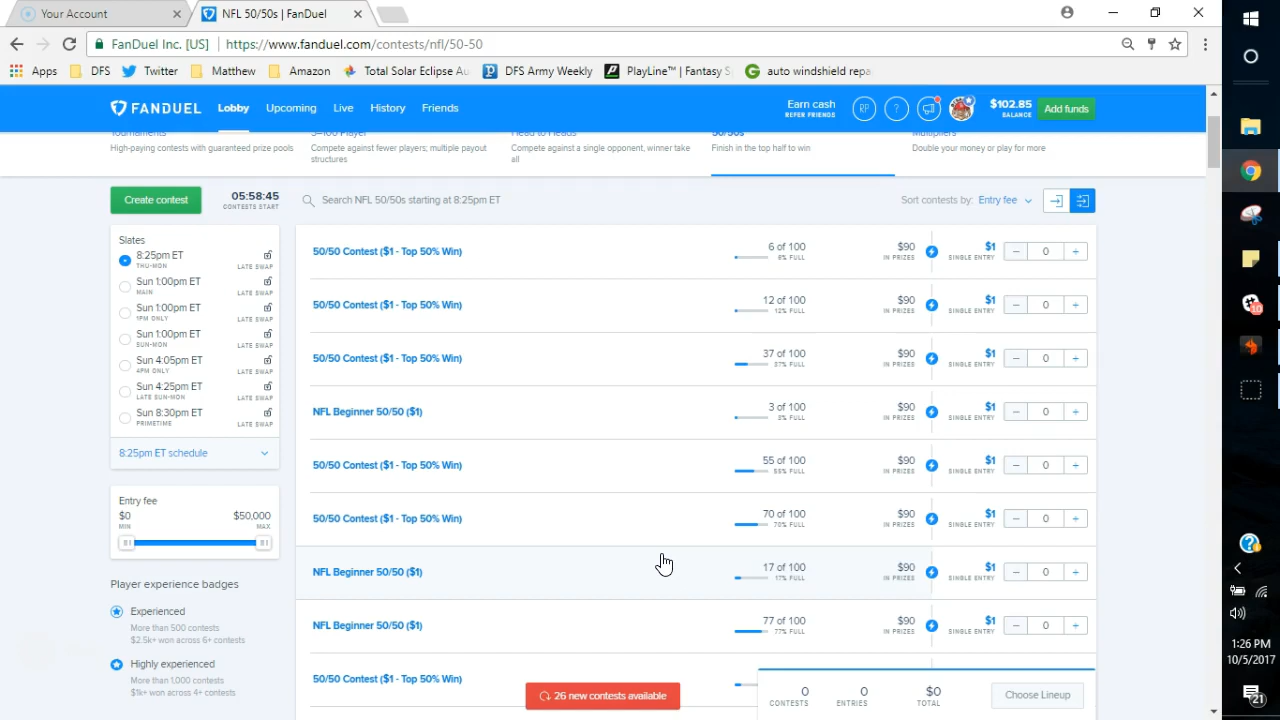 Your Account
NFL 50/50s | FanDuel
FanDuel Inc. [US]
https://www.fanduel.com/contests/nfl/50-50
Apps
DFS
Twitter
Matthew
Amazon
Total Solar Eclipse Au
DFS Army Weekly
PlayLine™ | Fantasy S
auto windshield repa
FANDUEL
Lobby
Upcoming
Live
History
Friends
Earn cash
REFER FRIENDS
RF
?
$102.85
BALANCE
Add funds
High-paying contests with guaranteed prize pools
Compete against fewer players; multiple payout
structures
Compete against a single opponent, winner take
all
50/50s
Finish in the top half to win
Multipliers
Double your money or play for more
Create contest
05:58:45
CONTESTS START
Search NFL 50/50s starting at 8:25pm ET
Sort contests by: Entry fee
Slates
8:25pm ET
THU-MON
LATE SWAP
Sun 1:00pm ET
MAIN
LATE SWAP
Sun 1:00pm ET
1PM ONLY
LATE SWAP
Sun 1:00pm ET
SUN-MON
LATE SWAP
Sun 4:05pm ET
4PM ONLY
LATE SWAP
Sun 4:25pm ET
LATE SUN-MON
LATE SWAP
Sun 8:30pm ET
PRIMETIME
LATE SWAP
8:25pm ET schedule
Entry fee
$0
MIN
$50,000
MAX
Player experience badges
Experienced
More than 500 contests
$2.5k+ won across 6+ contests
Highly experienced
More than 1,000 contests
$1k+ won across 4+ contests
50/50 Contest ($1 - Top 50% Win)
6 of 100
6% FULL
$90
IN PRIZES
$1
SINGLE ENTRY
− 0 +
50/50 Contest ($1 - Top 50% Win)
12 of 100
12% FULL
$90
IN PRIZES
$1
SINGLE ENTRY
− 0 +
50/50 Contest ($1 - Top 50% Win)
37 of 100
37% FULL
$90
IN PRIZES
$1
SINGLE ENTRY
− 0 +
NFL Beginner 50/50 ($1)
3 of 100
3% FULL
$90
IN PRIZES
$1
SINGLE ENTRY
− 0 +
50/50 Contest ($1 - Top 50% Win)
55 of 100
55% FULL
$90
IN PRIZES
$1
SINGLE ENTRY
− 0 +
50/50 Contest ($1 - Top 50% Win)
70 of 100
70% FULL
$90
IN PRIZES
$1
SINGLE ENTRY
− 0 +
NFL Beginner 50/50 ($1)
17 of 100
17% FULL
$90
IN PRIZES
$1
SINGLE ENTRY
− 0 +
NFL Beginner 50/50 ($1)
77 of 100
77% FULL
$90
IN PRIZES
$1
SINGLE ENTRY
− 0 +
50/50 Contest ($1 - Top 50% Win)
26 new contests available
0
CONTESTS
0
ENTRIES
$0
TOTAL
Choose Lineup
1:26 PM
10/5/2017
21